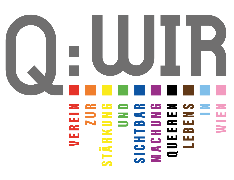 Q:WIR
VEREIN
ZUR
STÄRKUNG
UND
SICHTBAR
MACHUNG
QUEEREN
LEBENS
IN
WIEN